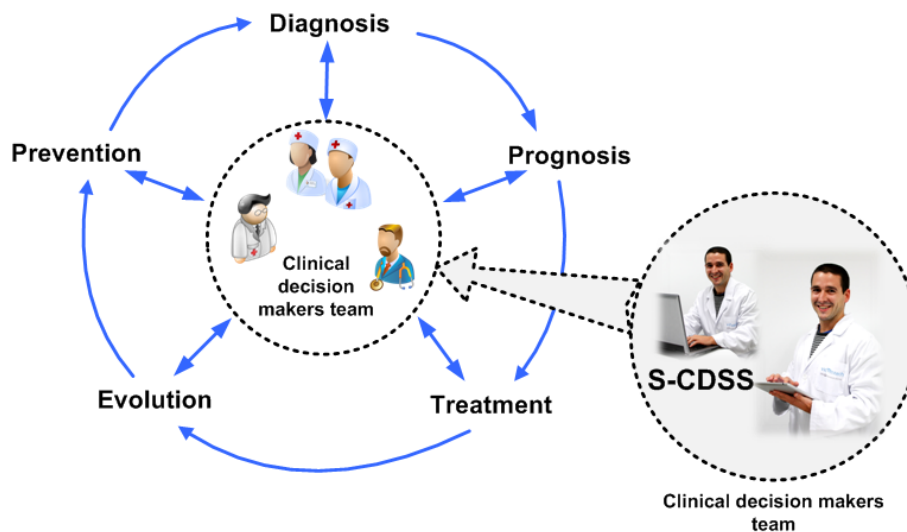 Diagnosis
Prevention
Prognosis
Clinical
decision
makers team
S-CDSS
Evolution
Treatment
Clinical decision makers
team